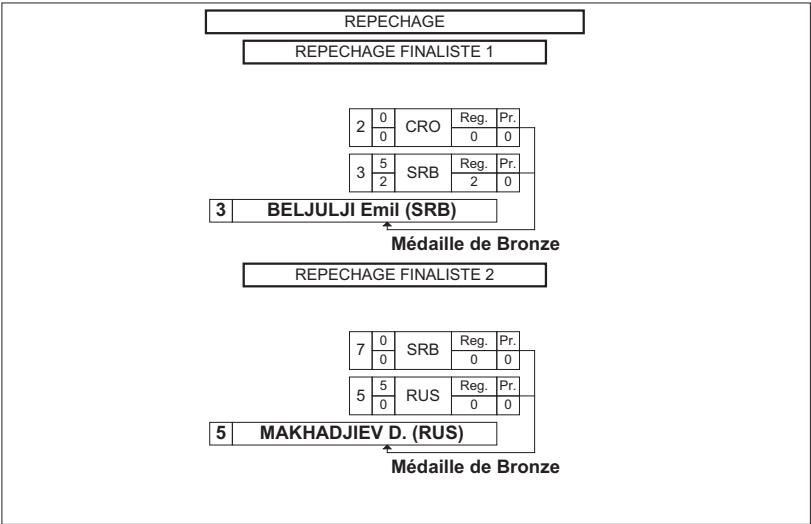 REPECHAGE
REPECHAGE FINALISTE 1
2 0 CRO Reg. Pr.
0 0 0
3 5 SRB Reg. Pr.
2 2 0
3 BELJULJI Emil (SRB)
Médaille de Bronze
REPECHAGE FINALISTE 2
7 0 SRB Reg. Pr.
0 0 0
5 5 RUS Reg. Pr.
0 0 0
5 MAKHADJIEV D. (RUS)
Médaille de Bronze